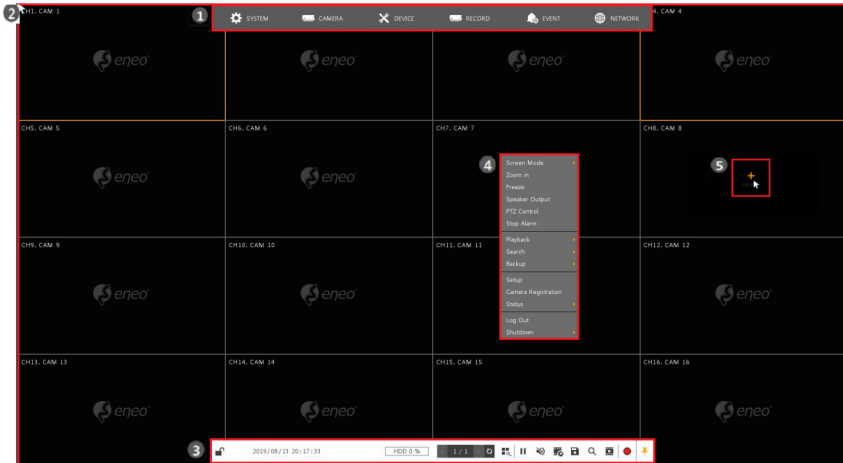 2
CH1. CAM 1
1
SYSTEM CAMERA DEVICE RECORD EVENT NETWORK
4. CAM 4
eneo eneo eneo eneo
CH5. CAM 5 CH6. CAM 6 CH7. CAM 7 CH8. CAM 8
eneo eneo
4
Screen Mode
Zoom in
Freeze
Speaker Output
PTZ Control
Stop Alarm
Playback
Search
Backup
Setup
Camera Registration
Status
Log Out
Shutdown
5
CH9. CAM 9 CH10. CAM 10 CH11. CAM 11 CH12. CAM 12
eneo eneo eneo
CH13. CAM 13 CH14. CAM 14 CH15. CAM 15 CH16. CAM 16
eneo eneo eneo eneo
3
2019/08/13 20:17:33 HDD 0 % 1 / 1